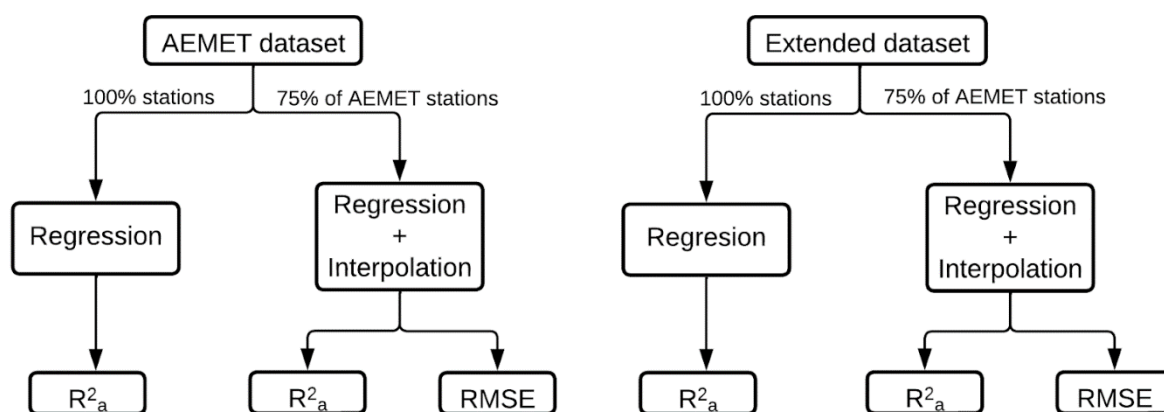 AEMET dataset
100% stations
75% of AEMET stations
Regression
Regression
+
Interpolation
R²ₐ
R²ₐ
RMSE
Extended dataset
100% stations
75% of AEMET stations
Regresion
Regression
+
Interpolation
R²ₐ
R²ₐ
RMSE